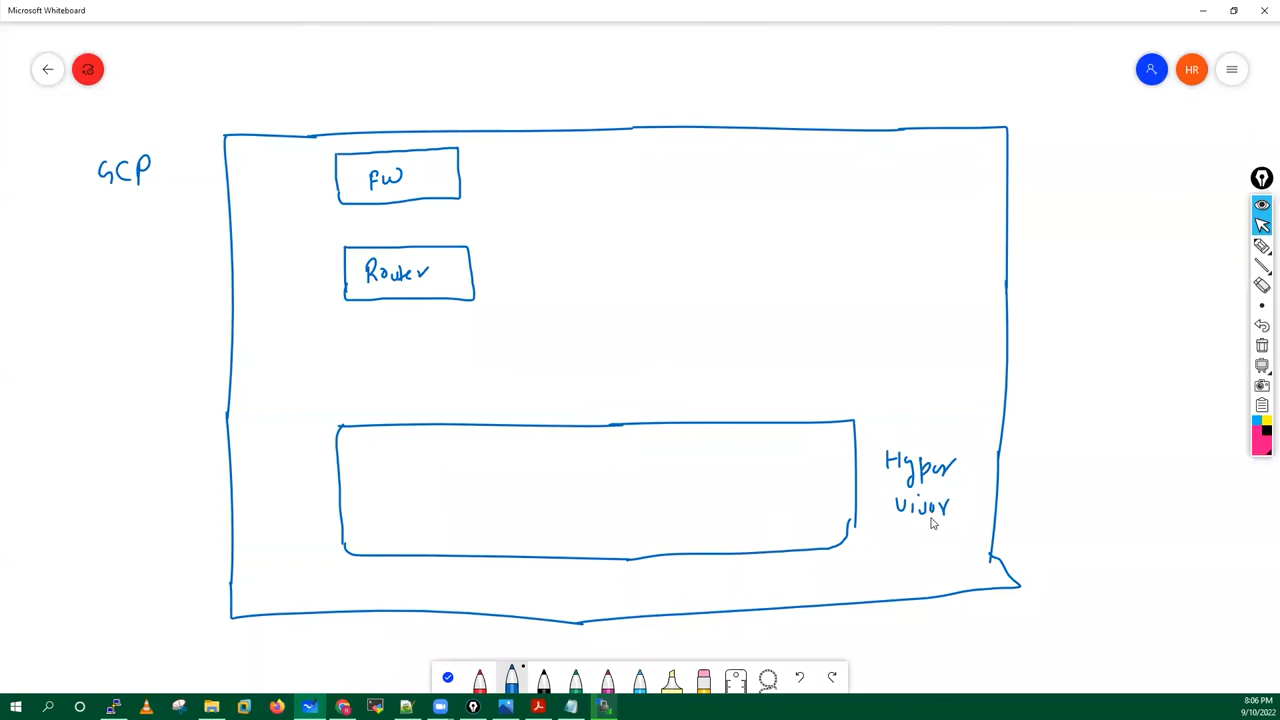 Microsoft Whiteboard
HR
GCP
FW
Router
Hyper
visor
8:06 PM
9/10/2022